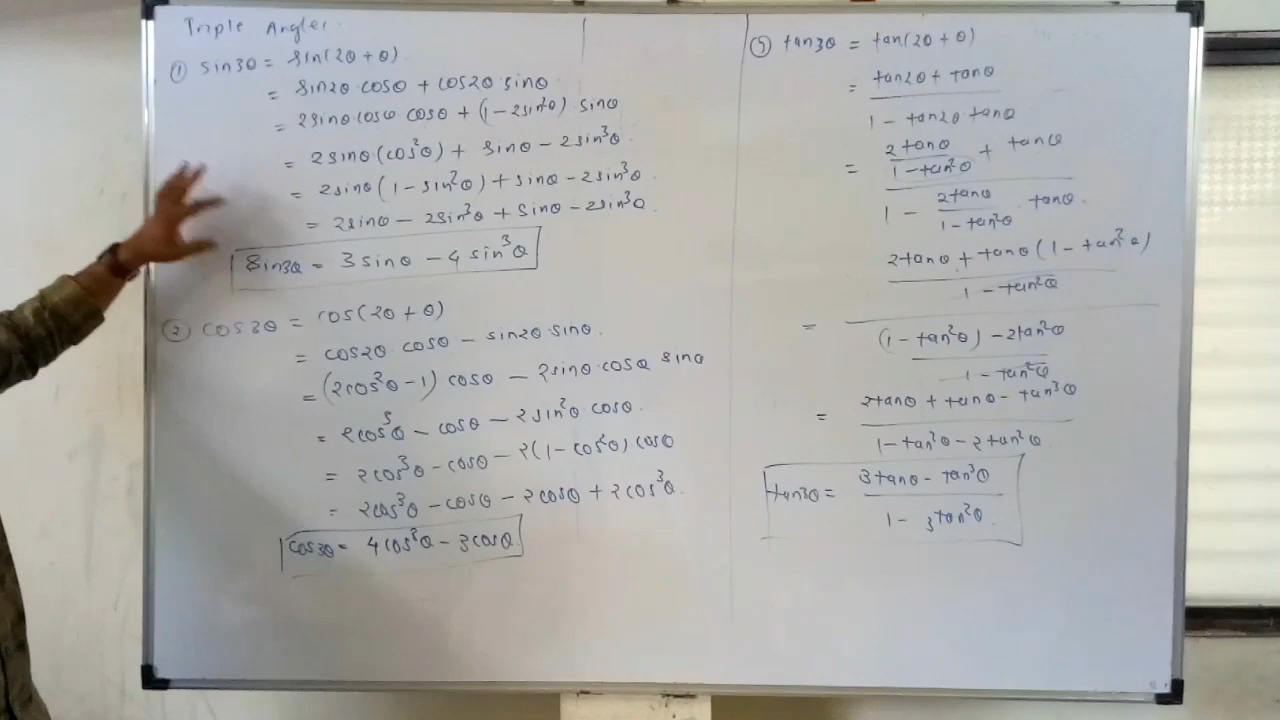 Triple Angles
① sin3θ = sin(2θ + θ)
= sin2θ cosθ + cos2θ sinθ
= 2sinθ cosθ cosθ + (1 - 2sin²θ) sinθ
= 2sinθ (cos²θ) + sinθ - 2sin³θ
= 2sinθ (1 - sin²θ) + sinθ - 2sin³θ
= 2sinθ - 2sin³θ + sinθ - 2sin³θ
sin3θ = 3sinθ - 4sin³θ
② cos3θ = cos(2θ + θ)
= cos2θ cosθ - sin2θ sinθ
= (2cos²θ - 1) cosθ - 2sinθ cosθ sinθ
= 2cos³θ - cosθ - 2sin²θ cosθ
= 2cos³θ - cosθ - 2(1 - cos²θ) cosθ
= 2cos³θ - cosθ - 2cosθ + 2cos³θ
cos3θ = 4cos³θ - 3cosθ
tan3θ = tan(2θ + θ)
= tan2θ + tanθ
1 - tan2θ tanθ
= 2tanθ
1 - tan²θ
+ tanθ
1 - 2tanθ
1 - tan²θ
tanθ
2tanθ + tanθ(1 - tan²θ)
1 - tan²θ
=
(1 - tan²θ) - 2tan²θ
1 - tan²θ
= 2tanθ + tanθ - tan³θ
1 - tan²θ - 2tan²θ
tan3θ = 3tanθ - tan³θ
1 - 3tan²θ